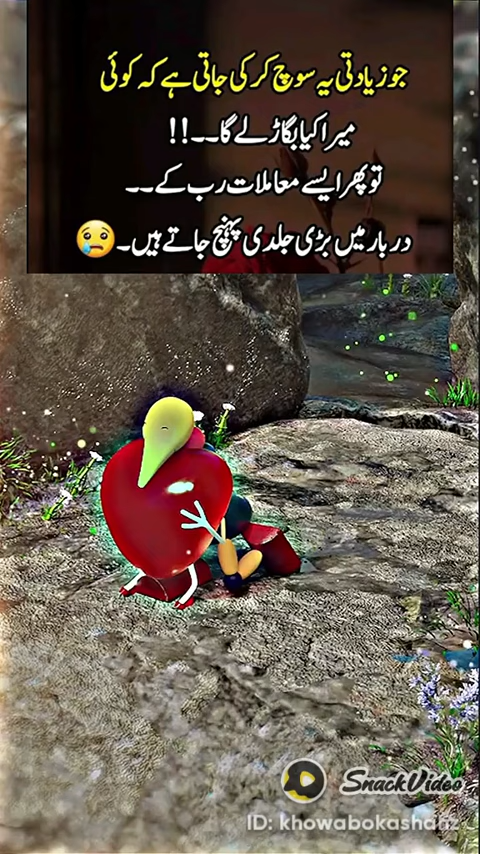 جو زیادتی یہ سوچ کر کی جاتی ہے کہ کوئی
میرا کیا بگاڑ لے گا۔۔!!
تو پھر ایسے معاملات رب کے۔۔
دربار میں بڑی جلدی پہنچ جاتے ہیں۔😢
SnackVideo
ID: khowabokashahz